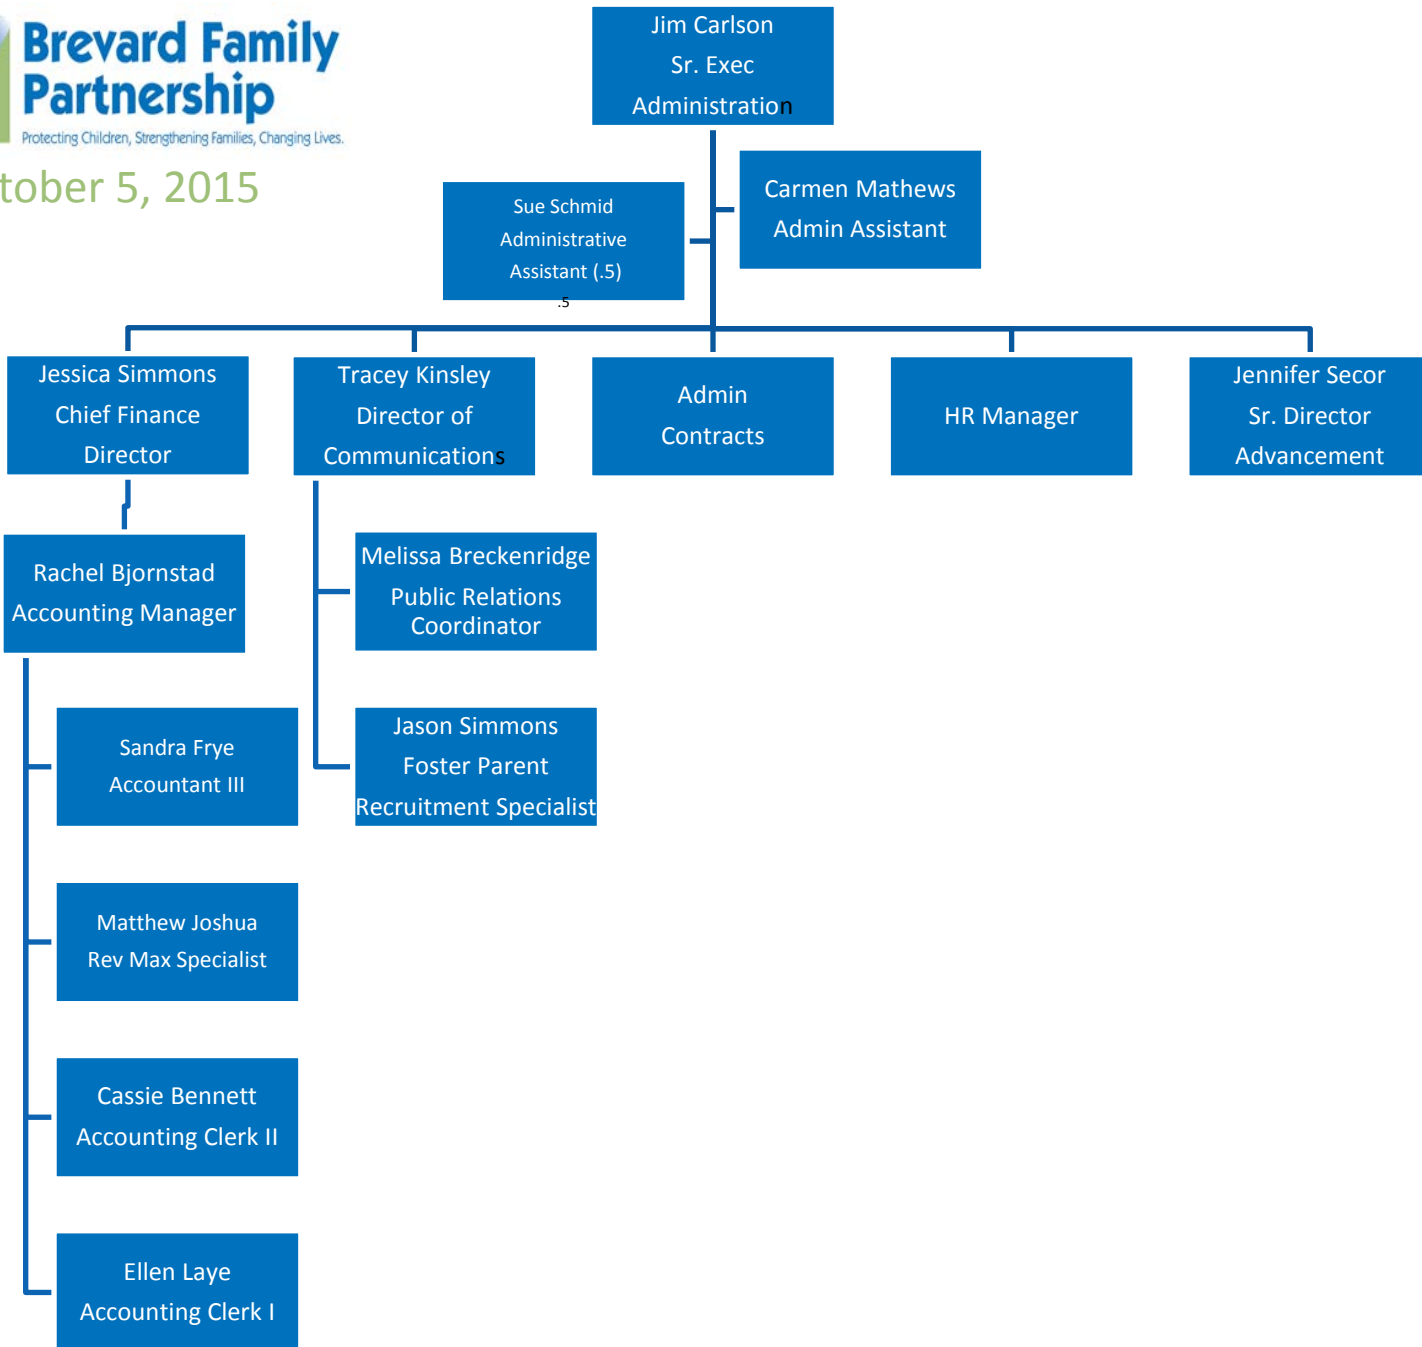 Brevard Family
Partnership
Protecting Children, Strengthening Families, Changing Lives.
tober 5, 2015
Jim Carlson
Sr. Exec
Administration
Carmen Mathews
Admin Assistant
Sue Schmid
Administrative
Assistant (.5)
.5
Jessica Simmons
Chief Finance
Director
Tracey Kinsley
Director of
Communications
Admin
Contracts
HR Manager
Jennifer Secor
Sr. Director
Advancement
Rachel Bjornstad
Accounting Manager
Melissa Breckenridge
Public Relations
Coordinator
Sandra Frye
Accountant III
Jason Simmons
Foster Parent
Recruitment Specialist
Matthew Joshua
Rev Max Specialist
Cassie Bennett
Accounting Clerk II
Ellen Laye
Accounting Clerk I